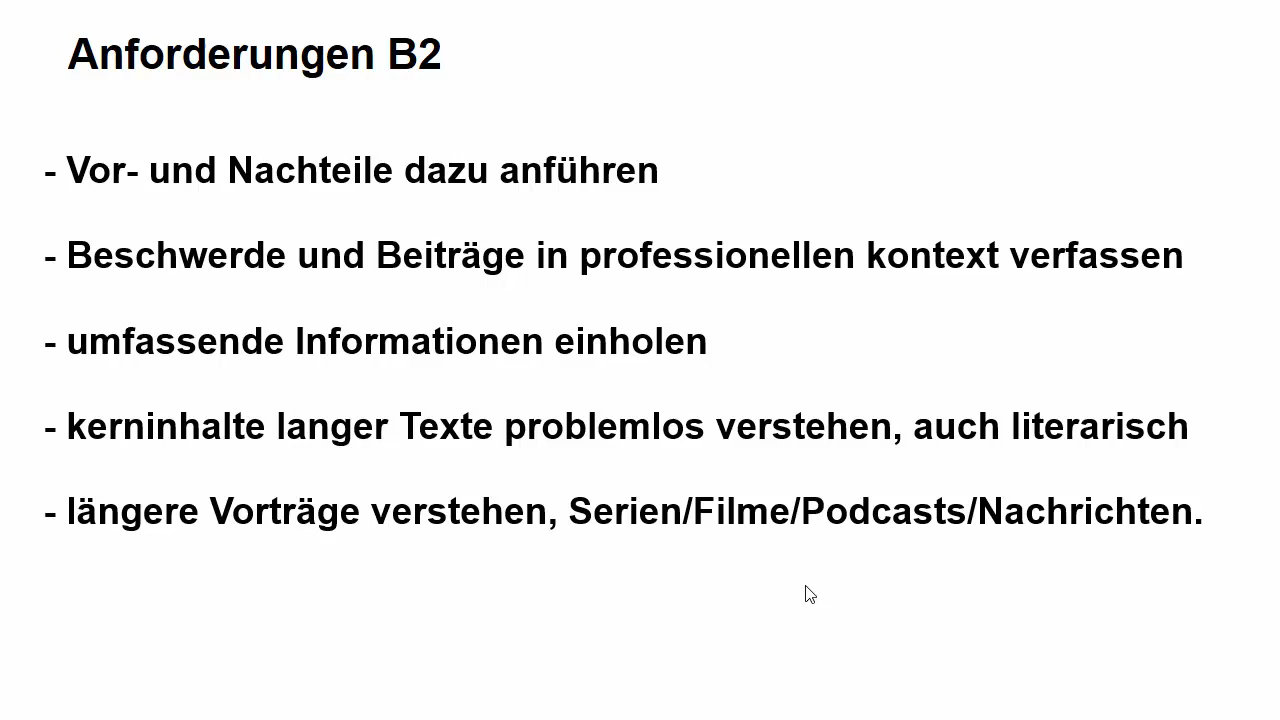 Anforderungen B2
- Vor- und Nachteile dazu anführen
- Beschwerde und Beiträge in professionellen kontext verfassen
- umfassende Informationen einholen
- kerninhalte langer Texte problemlos verstehen, auch literarisch
- längere Vorträge verstehen, Serien/Filme/Podcasts/Nachrichten.